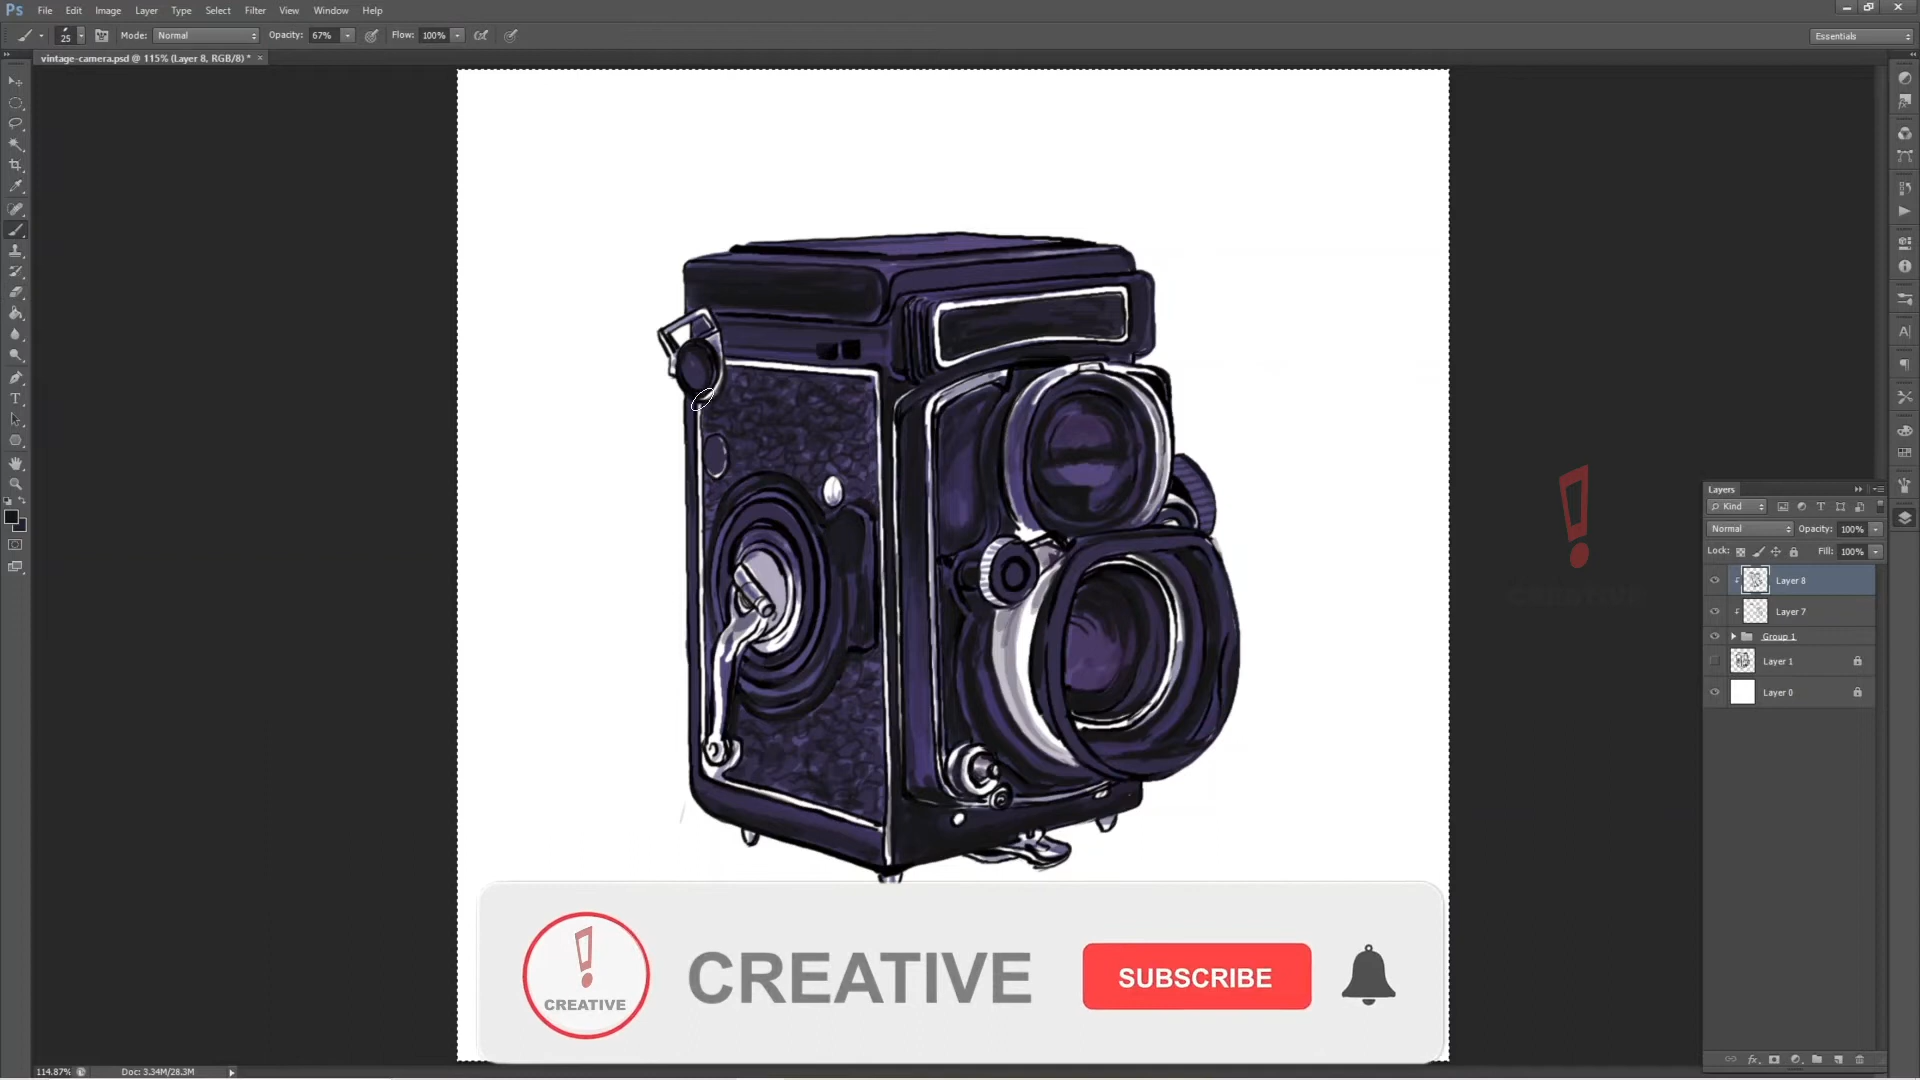 Ps File Edit Image Layer Type Select Filter View Window Help
25 Mode: Normal Opacity: 67% Flow: 100% Essentials
vintage-camera.psd @ 115% (Layer 8, RGB/8) * ×
Layers
Kind T
Normal Opacity: 100%
Lock: Fill: 100%
Layer 8
Layer 7
Group 1
Layer 1
Layer 0
CREATIVE
CREATIVE
CREATIVE
SUBSCRIBE
114.87% Doc: 3.34M/28.3M